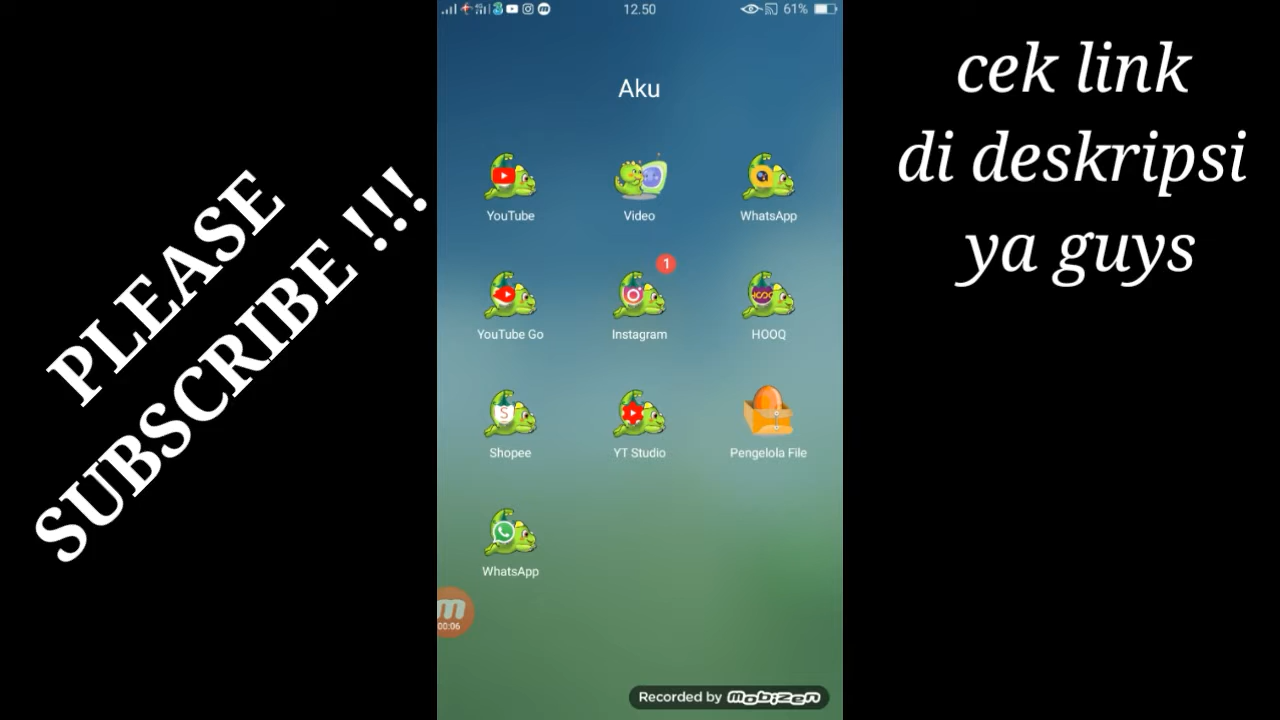 12.50
61%
Aku
YouTube
Video
WhatsApp
1
YouTube Go
Instagram
HOOQ
Shopee
YT Studio
Pengelola File
WhatsApp
00:06
Recorded by Mobizen
PLEASE
SUBSCRIBE !!!
cek link
di deskripsi
ya guys